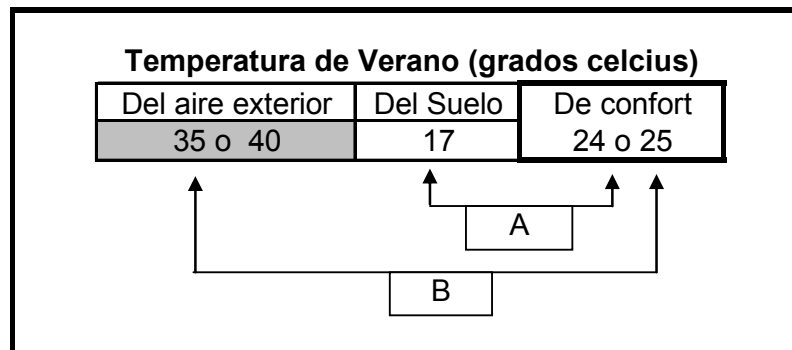 Temperatura de Verano (grados celcius)
Del aire exterior Del Suelo De confort
35 o 40 17 24 o 25
A
B